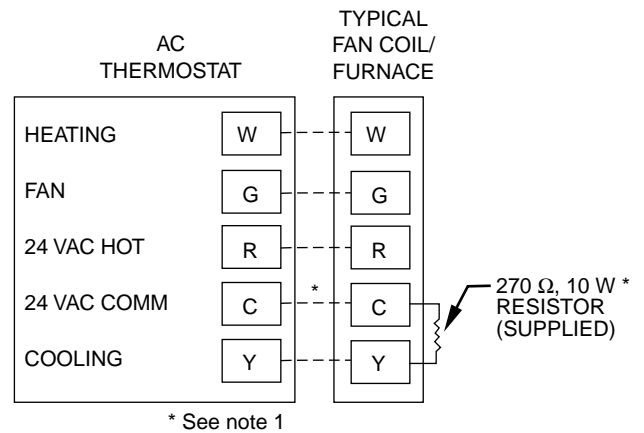 TYPICAL
FAN COIL/
FURNACE
AC
THERMOSTAT
HEATING W W
FAN G G
24 VAC HOT R R
24 VAC COMM C * C
270 Ω, 10 W *
RESISTOR
(SUPPLIED)
COOLING Y Y
* See note 1